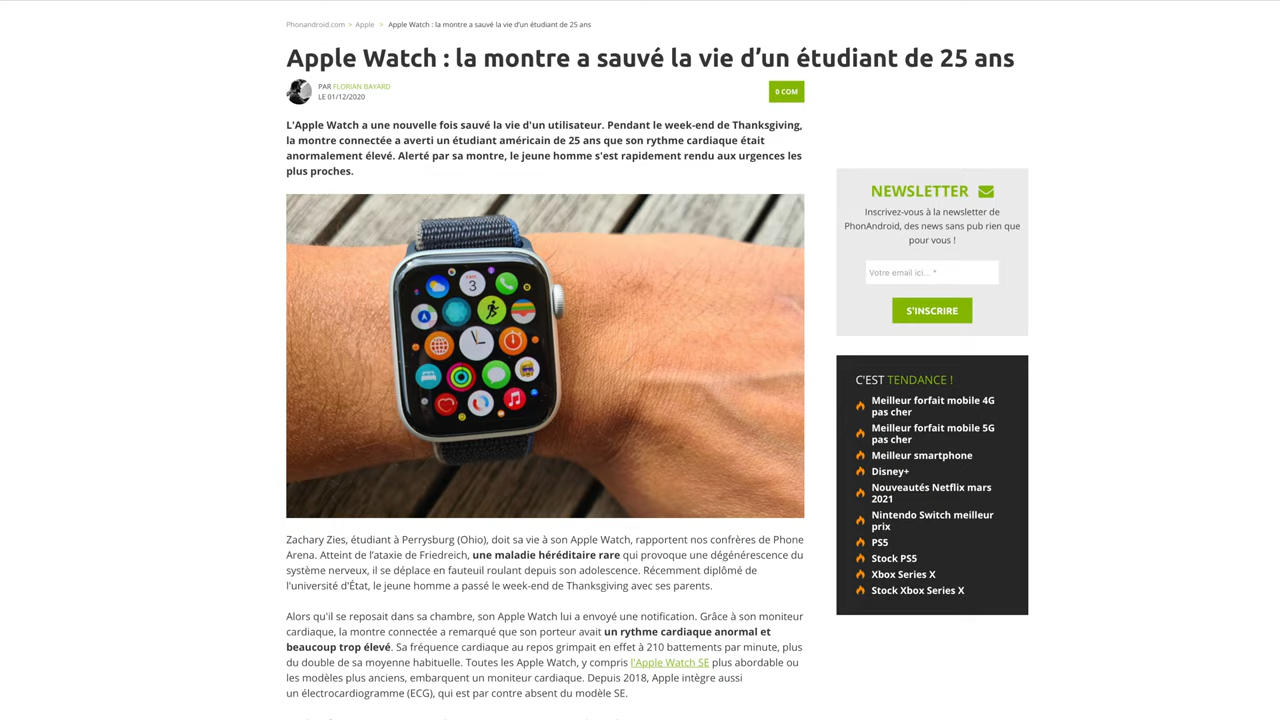 Phonandroid.com > Apple > Apple Watch : la montre a sauvé la vie d'un étudiant de 25 ans
Apple Watch : la montre a sauvé la vie d’un étudiant de 25 ans
PAR FLORIAN BAYARD
LE 01/12/2020
0 COM
L'Apple Watch a une nouvelle fois sauvé la vie d'un utilisateur. Pendant le week-end de Thanksgiving,
la montre connectée a averti un étudiant américain de 25 ans que son rythme cardiaque était
anormalement élevé. Alerté par sa montre, le jeune homme s'est rapidement rendu aux urgences les
plus proches.
3
Zachary Zies, étudiant à Perrysburg (Ohio), doit sa vie à son Apple Watch, rapportent nos confrères de Phone
Arena. Atteint de l’ataxie de Friedreich, une maladie héréditaire rare qui provoque une dégénérescence du
système nerveux, il se déplace en fauteuil roulant depuis son adolescence. Récemment diplômé de
l'université d'État, le jeune homme a passé le week-end de Thanksgiving avec ses parents.
Alors qu'il se reposait dans sa chambre, son Apple Watch lui a envoyé une notification. Grâce à son moniteur
cardiaque, la montre connectée a remarqué que son porteur avait un rythme cardiaque anormal et
beaucoup trop élevé. Sa fréquence cardiaque au repos grimpait en effet à 210 battements par minute, plus
du double de sa moyenne habituelle. Toutes les Apple Watch, y compris l'Apple Watch SE plus abordable ou
les modèles plus anciens, embarquent un moniteur cardiaque. Depuis 2018, Apple intègre aussi
un électrocardiogramme (ECG), qui est par contre absent du modèle SE.
NEWSLETTER
Inscrivez-vous à la newsletter de
PhonAndroid, des news sans pub rien que
pour vous !
Votre email ici... *
S'INSCRIRE
C'EST TENDANCE !
Meilleur forfait mobile 4G
pas cher
Meilleur forfait mobile 5G
pas cher
Meilleur smartphone
Disney+
Nouveautés Netflix mars
2021
Nintendo Switch meilleur
prix
PS5
Stock PS5
Xbox Series X
Stock Xbox Series X